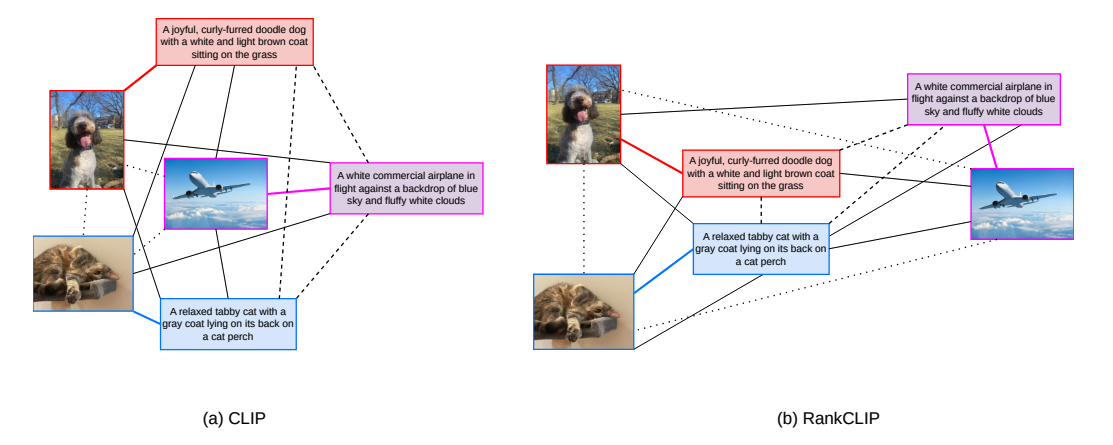 A joyful, curly-furred doodle dog
with a white and light brown coat
sitting on the grass
A white commercial airplane in
flight against a backdrop of blue
sky and fluffy white clouds
A relaxed tabby cat with a
gray coat lying on its back on
a cat perch
(a) CLIP
A white commercial airplane in
flight against a backdrop of blue
sky and fluffy white clouds
A joyful, curly-furred doodle dog
with a white and light brown coat
sitting on the grass
A relaxed tabby cat with a
gray coat lying on its back on
a cat perch
(b) RankCLIP